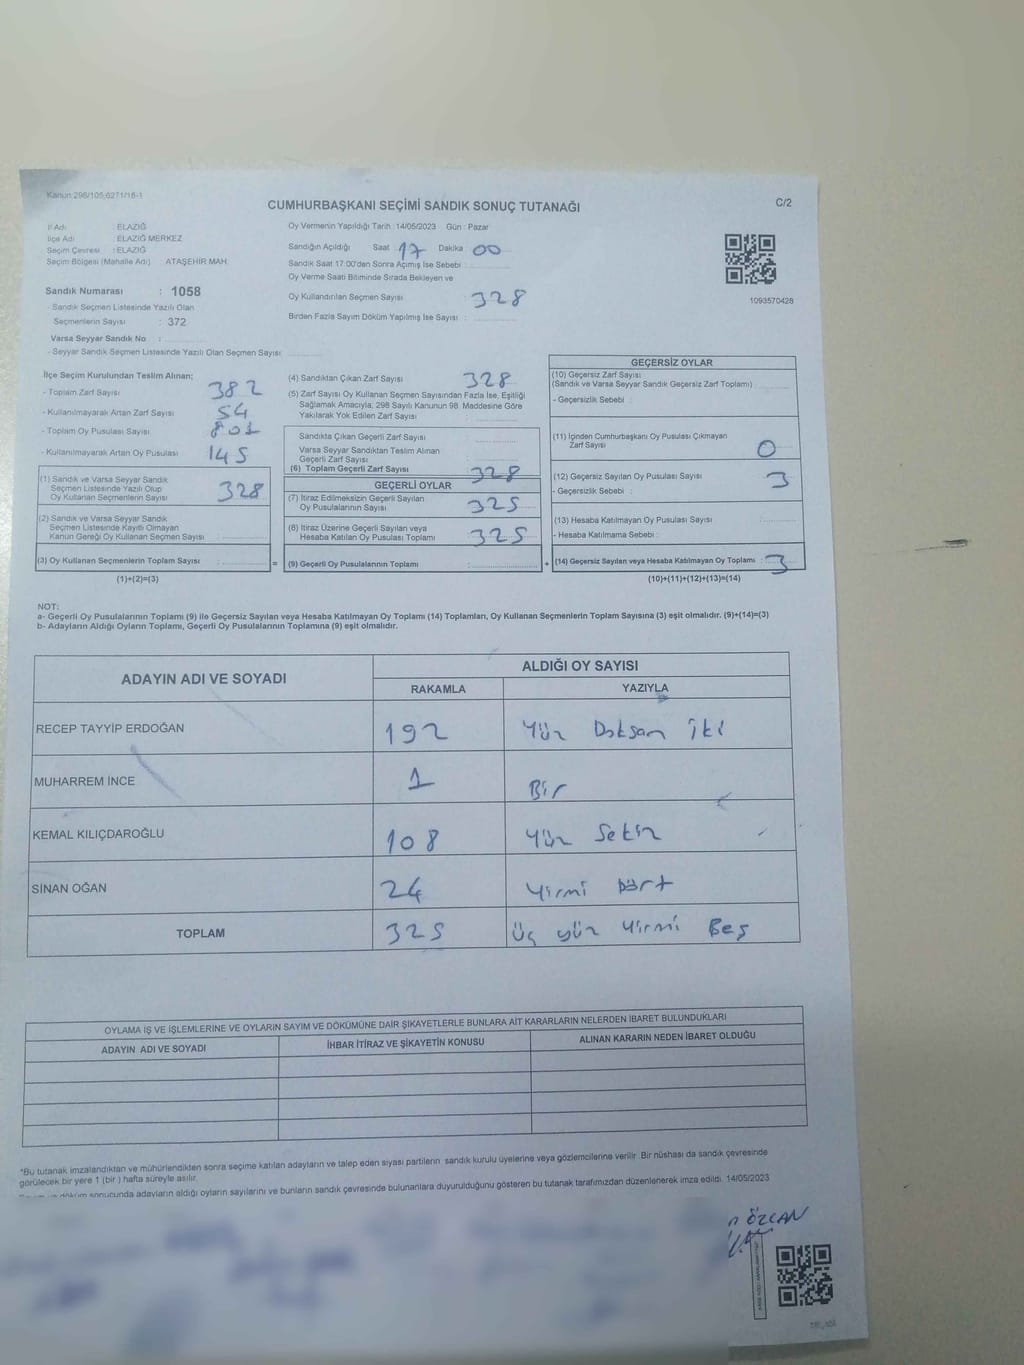 Kanun 298/105-6271/16-1
CUMHURBAŞKANI SEÇİMİ SANDIK SONUÇ TUTANAĞI
C/2
İl Adı : ELAZIĞ
İlçe Adı : ELAZIĞ MERKEZ
Seçim Çevresi : ELAZIĞ
Seçim Bölgesi (Mahalle Adı) ATAŞEHİR MAH.
Sandık Numarası : 1058
- Sandık Seçmen Listesinde Yazılı Olan
Seçmenlerin Sayısı : 372
Varsa Seyyar Sandık No :
- Seyyar Sandık Seçmen Listesinde Yazılı Olan Seçmen Sayısı
Oy Vermenin Yapıldığı Tarih :14/05/2023 Gün : Pazar
Sandığın Açıldığı Saat 17 Dakika 00
Sandık Saat 17:00'den Sonra Açımış İse Sebebi :
Oy Verme Saati Bitiminde Sırada Bekleyen ve
Oy Kullandırılan Seçmen Sayısı : 328
Birden Fazla Sayım Döküm Yapılmış İse Sayısı :
1093570428
İlçe Seçim Kurulundan Teslim Alınan;
- Toplam Zarf Sayısı : 382
- Kullanılmayarak Artan Zarf Sayısı : 54
- Toplam Oy Pusulası Sayısı : 801
- Kullanılmayarak Artan Oy Pusulası : 145
(1) Sandık ve Varsa Seyyar Sandık
Seçmen Listesinde Yazılı Olup
Oy Kullanan Seçmenlerin Sayısı : 328
(2) Sandık ve Varsa Seyyar Sandık
Seçmen Listesinde Kayıtlı Olmayan
Kanun Gereği Oy Kullanan Seçmen Sayısı :
(3) Oy Kullanan Seçmenlerin Toplam Sayısı :
=
(1)+(2)=(3)
(4) Sandıktan Çıkan Zarf Sayısı : 328
(5) Zarf Sayısı Oy Kullanan Seçmen Sayısından Fazla İse, Eşitliği
Sağlamak Amacıyla; 298 Sayılı Kanunun 98. Maddesine Göre
Yakılarak Yok Edilen Zarf Sayısı :
Sandıkta Çıkan Geçerli Zarf Sayısı :
Varsa Seyyar Sandıktan Teslim Alınan
Geçerli Zarf Sayısı :
(6) Toplam Geçerli Zarf Sayısı : 328
GEÇERLİ OYLAR
(7) İtiraz Edilmeksizin Geçerli Sayılan
Oy Pusulalarının Sayısı : 325
(8) İtiraz Üzerine Geçerli Sayılan veya
Hesaba Katılan Oy Pusulası Toplamı : 325
(9) Geçerli Oy Pusulalarının Toplamı :
+
GEÇERSİZ OYLAR
(10) Geçersiz Zarf Sayısı
(Sandık ve Varsa Seyyar Sandık Geçersiz Zarf Toplamı)
- Geçersizlik Sebebi :
(11) İçinden Cumhurbaşkanı Oy Pusulası Çıkmayan
Zarf Sayısı 0
(12) Geçersiz Sayılan Oy Pusulası Sayısı 3
- Geçersizlik Sebebi :
(13) Hesaba Katılmayan Oy Pusulası Sayısı :
- Hesaba Katılmama Sebebi :
(14) Geçersiz Sayılan veya Hesaba Katılmayan Oy Toplamı : 3
(10)+(11)+(12)+(13)=(14)
NOT:
a- Geçerli Oy Pusulalarının Toplamı (9) ile Geçersiz Sayılan veya Hesaba Katılmayan Oy Toplamı (14) Toplamları, Oy Kullanan Seçmenlerin Toplam Sayısına (3) eşit olmalıdır. (9)+(14)=(3)
b- Adayların Aldığı Oyların Toplamı, Geçerli Oy Pusulalarının Toplamına (9) eşit olmalıdır.
ADAYIN ADI VE SOYADI
ALDIĞI OY SAYISI
RAKAMLA YAZIYLA
RECEP TAYYİP ERDOĞAN 192 Yüz Doksan iki
MUHARREM İNCE 1 Bir
KEMAL KILIÇDAROĞLU 108 Yüz Sekiz
SİNAN OĞAN 24 Yirmi Dört
TOPLAM 325 Üç yüz Yirmi Beş
OYLAMA İŞ VE İŞLEMLERİNE VE OYLARIN SAYIM VE DÖKÜMÜNE DAİR ŞİKAYETLERLE BUNLARA AİT KARARLARIN NELERDEN İBARET BULUNDUKLARI
ADAYIN ADI VE SOYADI İHBAR İTİRAZ VE ŞİKAYETİN KONUSU ALINAN KARARIN NEDEN İBARET OLDUĞU
*Bu tutanak imzalandıktan ve mühürlendikten sonra seçime katılan adayların ve talep eden siyasi partilerin sandık kurulu üyelerine veya gözlemcilerine verilir. Bir nüshası da sandık çevresinde
görülecek bir yere 1 (bir ) hafta süreyle asılır.
sonucunda adayların aldığı oyların sayılarını ve bunların sandık çevresinde bulunanlara duyurulduğunu gösteren bu tutanak tarafımızdan düzenlenerek imza edildi. 14/05/2023
ÖZCAN